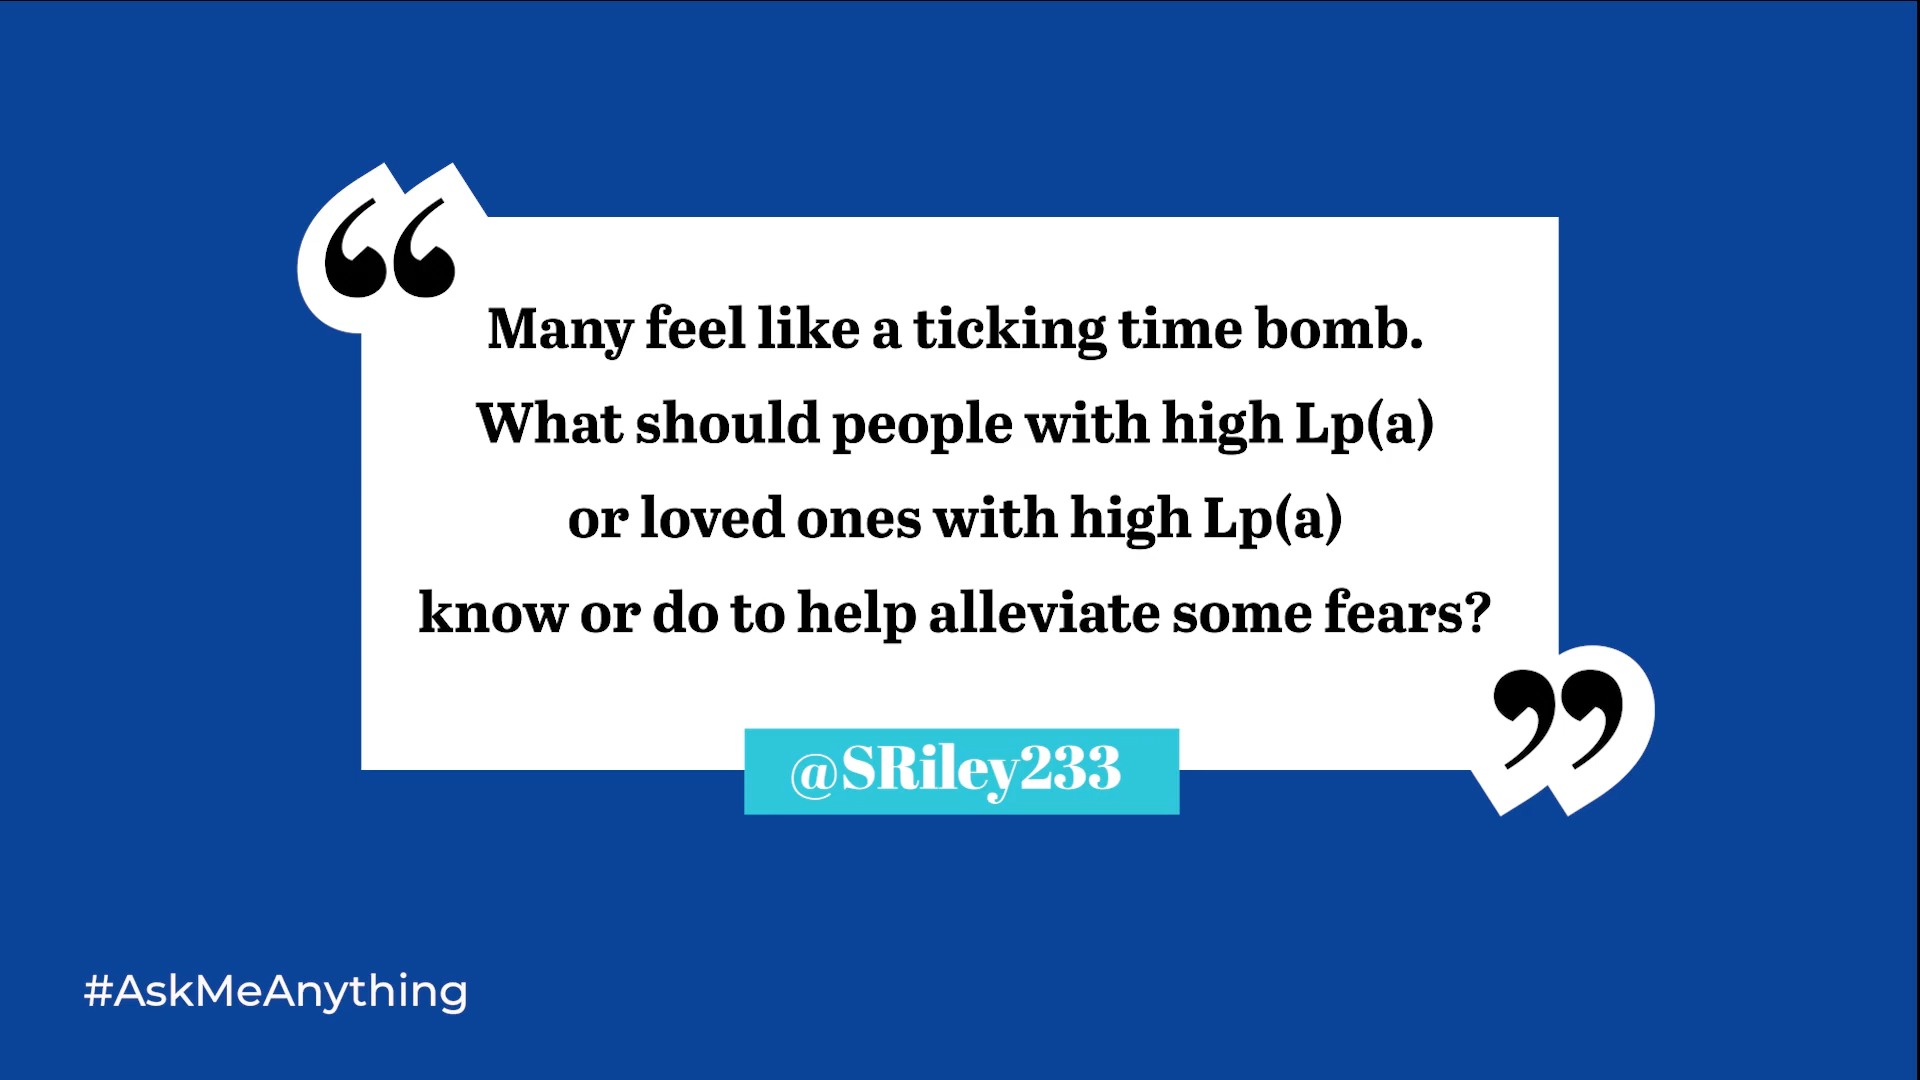 “
Many feel like a ticking time bomb.
What should people with high Lp(a)
or loved ones with high Lp(a)
know or do to help alleviate some fears?
”
@SRiley233
#AskMeAnything